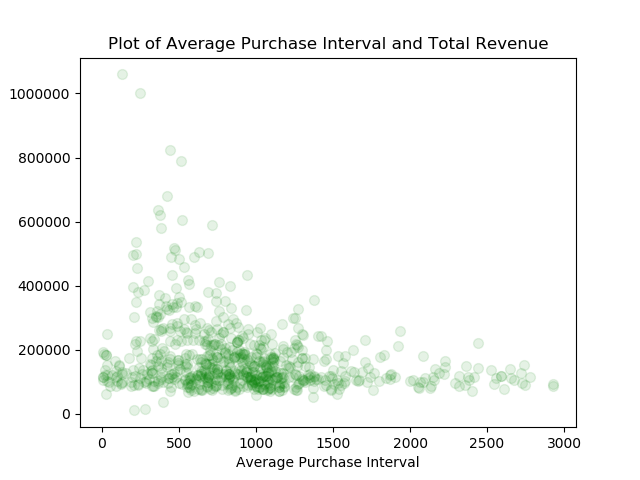 Plot of Average Purchase Interval and Total Revenue
1000000
800000
600000
400000
200000
0
0 500 1000 1500 2000 2500 3000
Average Purchase Interval